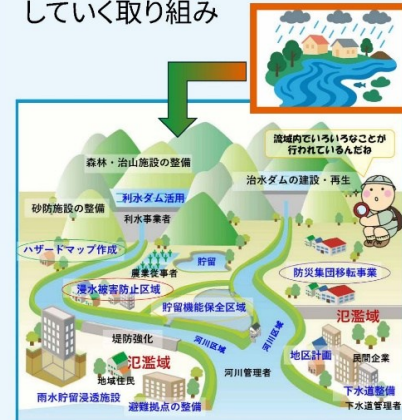 していく取り組み
流域内でいろいろなことが
行われているんだね
森林・治山施設の整備
治水ダムの建設・再生
利水ダム活用
砂防施設の整備
利水事業者
ハザードマップ作成
貯留
農業従事者
防災集団移転事業
浸水被害防止区域
貯留機能保全区域
氾濫域
堤防強化
河川区域
河川区域
氾濫域
地区計画
民間企業
地域住民
河川管理者
下水道整備
雨水貯留浸透施設
避難拠点の整備
下水道管理者